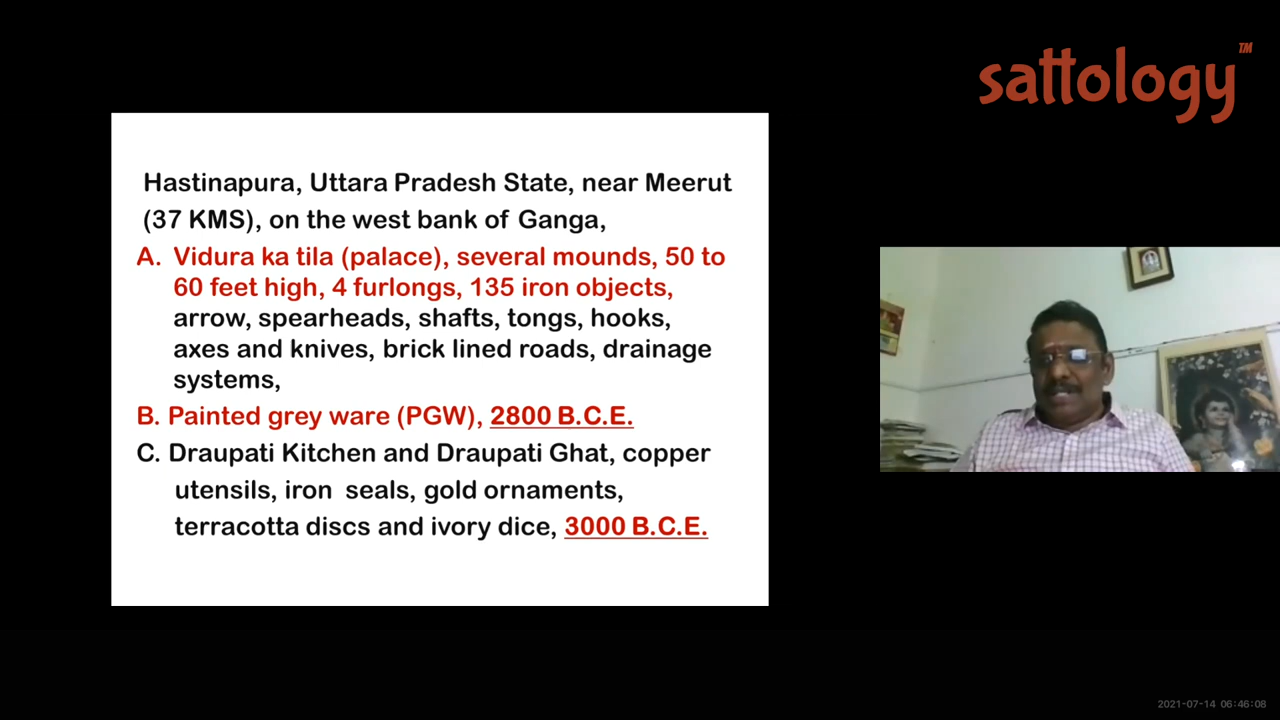 sattology™
Hastinapura, Uttara Pradesh State, near Meerut
(37 KMS), on the west bank of Ganga,
A. Vidura ka tila (palace), several mounds, 50 to
60 feet high, 4 furlongs, 135 iron objects,
arrow, spearheads, shafts, tongs, hooks,
axes and knives, brick lined roads, drainage
systems,
B. Painted grey ware (PGW), 2800 B.C.E.
C. Draupati Kitchen and Draupati Ghat, copper
utensils, iron seals, gold ornaments,
terracotta discs and ivory dice, 3000 B.C.E.
2021-07-14 06:46:08